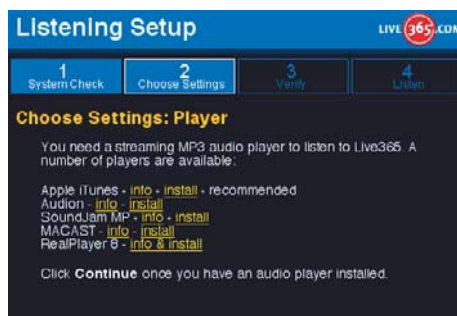 Listening Setup
LIVE 365.COM
1 2 3 4
System Check Choose Settings Verify Listen
Choose Settings: Player
You need a streaming MP3 audio player to listen to Live365. A
number of players are available:
Apple iTunes - info - install - recommended
Audion - info - install
SoundJam MP - info - install
MACAST - info - install
RealPlayer 8 - info & install
Click Continue once you have an audio player installed.